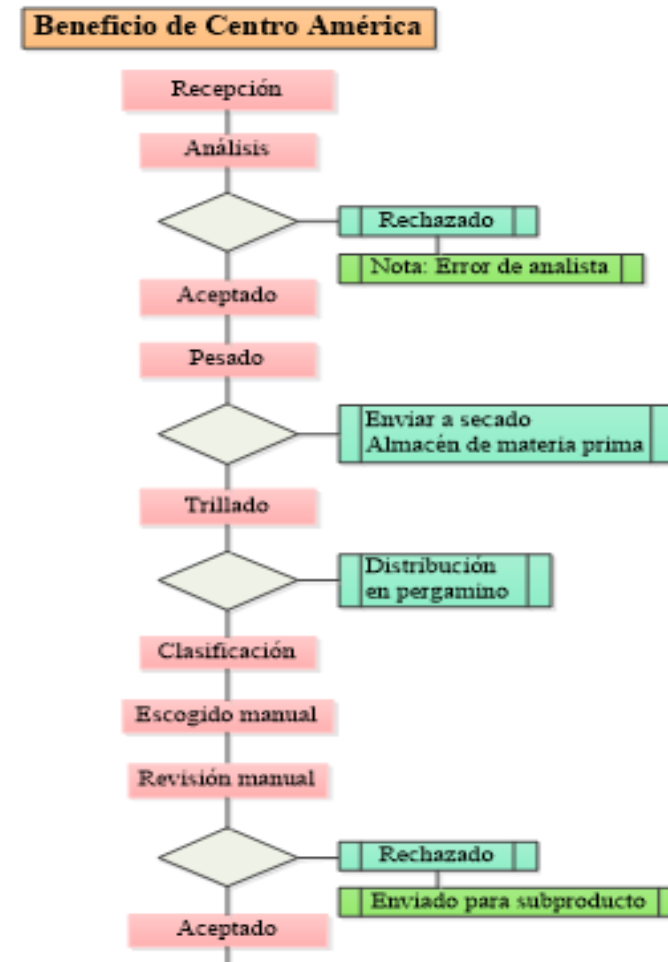 Beneficio de Centro América
Recepción
Análisis
Rechazado
Nota: Error de analista
Aceptado
Pesado
Enviar a secado
Almacén de materia prima
Trillado
Distribución
en pergamino
Clasificación
Escogido manual
Revisión manual
Rechazado
Enviado para subproducto
Aceptado